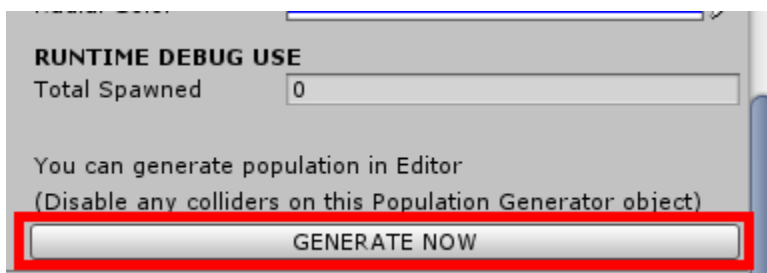 RUNTIME DEBUG USE
Total Spawned 0
You can generate population in Editor
(Disable any colliders on this Population Generator object)
GENERATE NOW